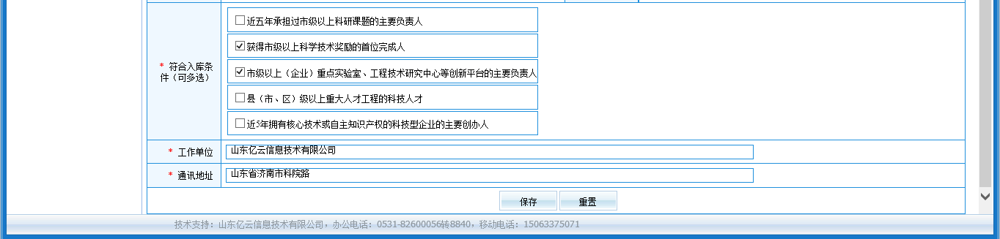 近五年承担过市级以上科研课题的主要负责人
获得市级以上科学技术奖励的首位完成人
* 符合入库条
件（可多选）
市级以上（企业）重点实验室、工程技术研究中心等创新平台的主要负责人
县（市、区）级以上重大人才工程的科技人才
近5年拥有核心技术或自主知识产权的科技型企业的主要创办人
* 工作单位 山东亿云信息技术有限公司
* 通讯地址 山东省济南市科院路
保存 重置
技术支持：山东亿云信息技术有限公司，办公电话：0531-82600056转8840，移动电话：15063375071